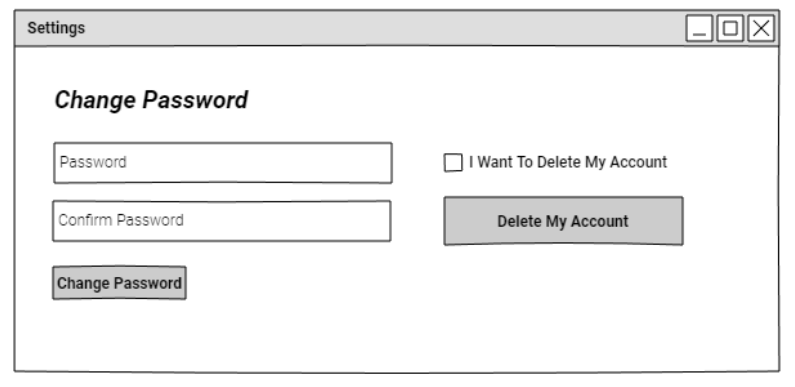 Settings
Change Password
Password
Confirm Password
Change Password
I Want To Delete My Account
Delete My Account